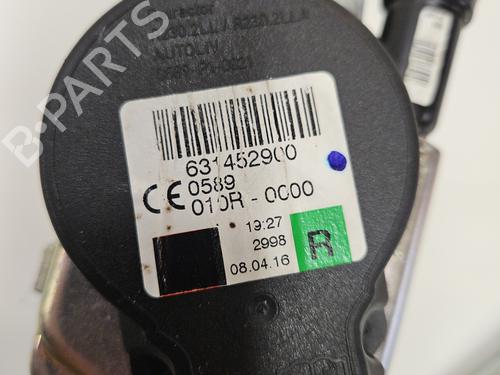 AUTOLIV
631452900
CE 0589
010R-0000
19:27
2998
08.04.16
R
B-PARTS